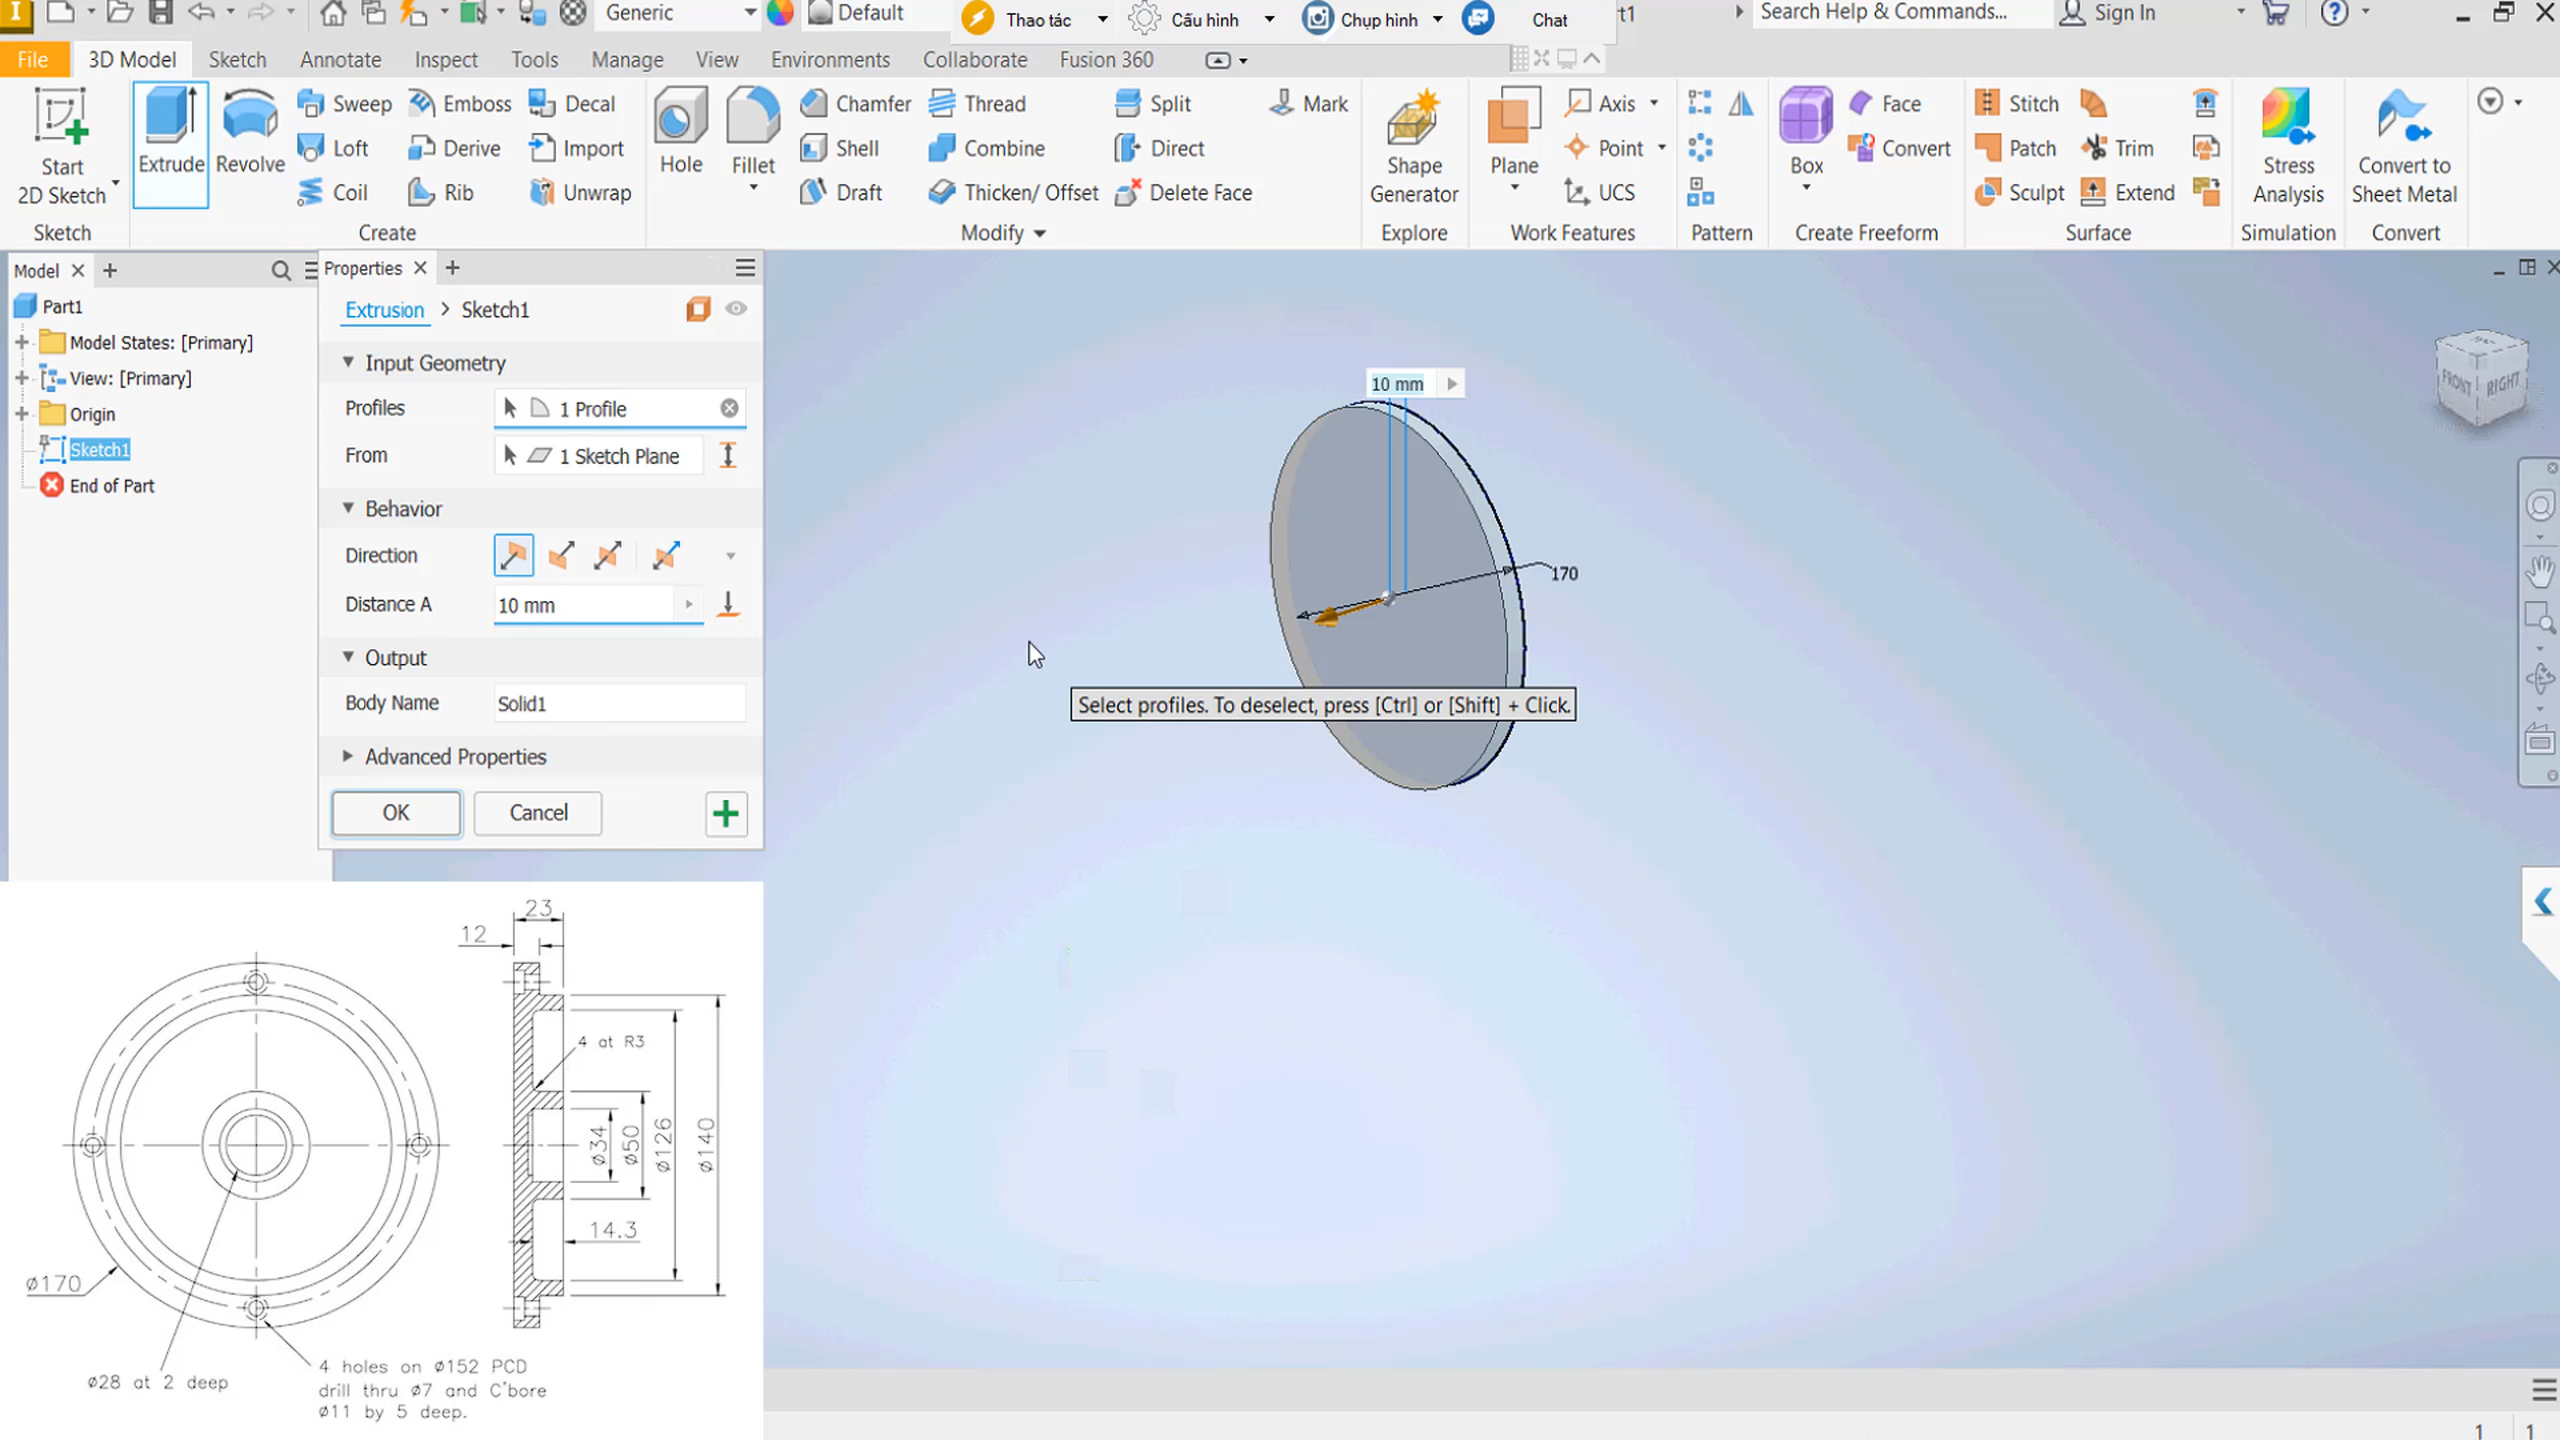 Generic
Default
Thao tác
Cấu hình
Chụp hình
Chat
t1
Search Help & Commands...
Sign In
File
3D Model
Sketch
Annotate
Inspect
Tools
Manage
View
Environments
Collaborate
Fusion 360
Start
2D Sketch
Extrude
Revolve
Sweep
Loft
Coil
Emboss
Derive
Rib
Decal
Import
Unwrap
Hole
Fillet
Chamfer
Shell
Draft
Thread
Combine
Thicken/ Offset
Split
Direct
Delete Face
Mark
Shape
Generator
Plane
Axis
Point
UCS
Box
Face
Convert
Stitch
Patch
Sculpt
Trim
Extend
Stress
Analysis
Convert to
Sheet Metal
Sketch
Create
Modify
Explore
Work Features
Pattern
Create Freeform
Surface
Simulation
Convert
Model
Part1
Model States: [Primary]
View: [Primary]
Origin
Sketch1
End of Part
Properties
Extrusion > Sketch1
Input Geometry
Profiles 1 Profile
From 1 Sketch Plane
Behavior
Direction
Distance A 10 mm
Output
Body Name Solid1
Advanced Properties
OK
Cancel
10 mm
170
Select profiles. To deselect, press [Ctrl] or [Shift] + Click.
FRONT
RIGHT
23
12
4 at R3
ø34
ø50
ø126
ø140
14.3
ø170
ø28 at 2 deep
4 holes on ø152 PCD
drill thru ø7 and C'bore
ø11 by 5 deep.
1 1